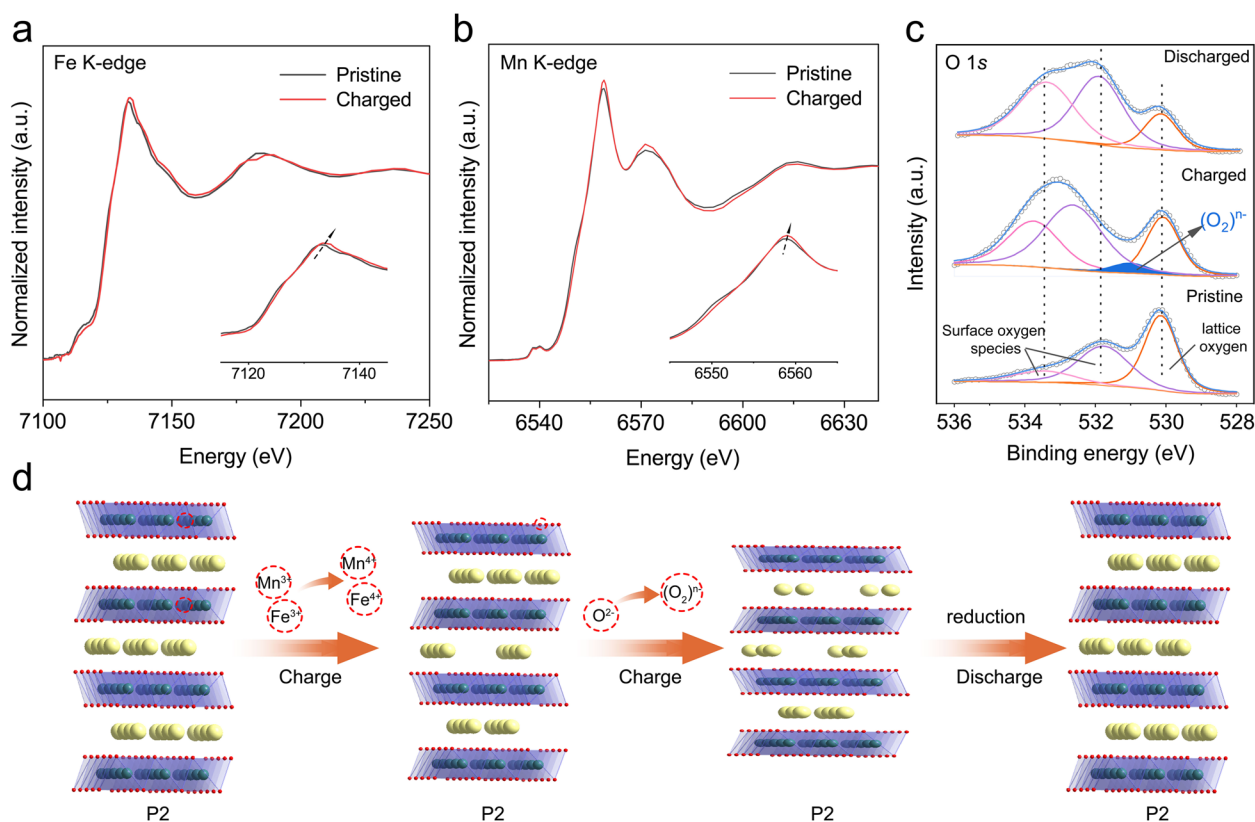 a
Fe K-edge
Pristine
Charged
Normalized intensity (a.u.)
7120
7140
7100
7150
7200
7250
Energy (eV)
b
Mn K-edge
Pristine
Charged
Normalized intensity (a.u.)
6550
6560
6540
6570
6600
6630
Energy (eV)
c
O 1s
Discharged
Charged
(O₂)ⁿ⁻
Pristine
Surface oxygen
species
lattice
oxygen
Intensity (a.u.)
536
534
532
530
528
Binding energy (eV)
d
Mn³⁺
Mn⁴⁺
Fe³⁺
Fe⁴⁺
Charge
O²⁻
(O₂)ⁿ⁻
Charge
reduction
Discharge
P2
P2
P2
P2